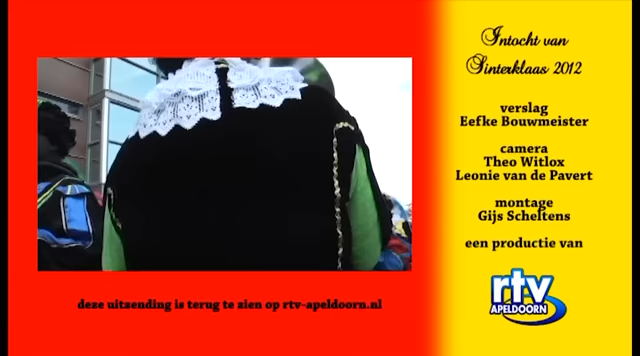 Intocht van
Sinterklaas 2012
verslag
Eefke Bouwmeister
camera
Theo Witlox
Leonie van de Pavert
montage
Gijs Scheltens
een productie van
rtv
APELDOORN
deze uitzending is terug te zien op rtv-apeldoorn.nl